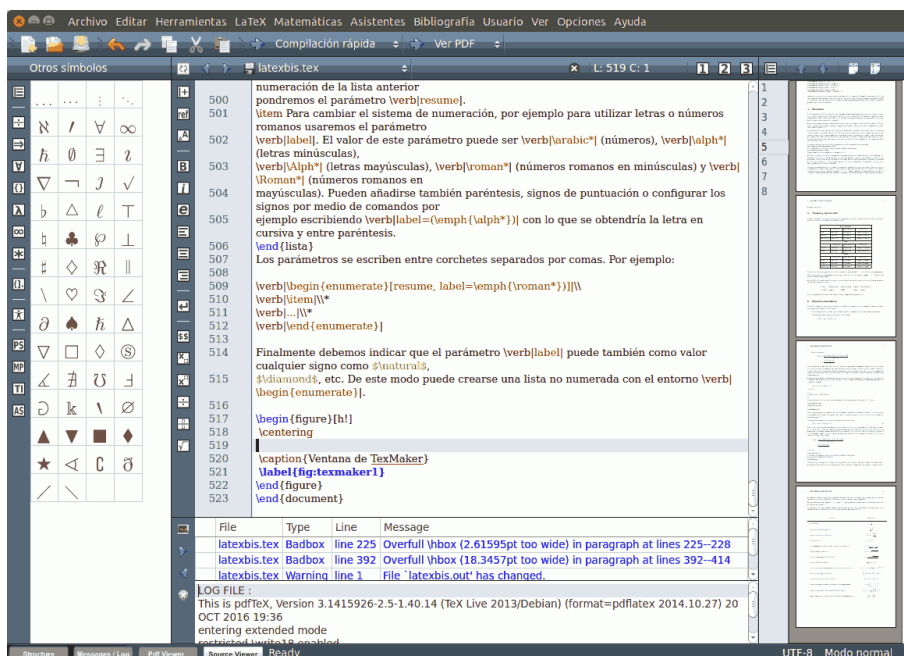 Archivo Editar Herramientas LaTeX Matemáticas Asistentes Bibliografía Usuario Ver Opciones Ayuda
Compilación rápida Ver PDF
Otros símbolos latexbis.tex L: 519 C: 1 1 2 3
numeración de la lista anterior
500 pondremos el parámetro \verb|resume|.
501 \item Para cambiar el sistema de numeración, por ejemplo para utilizar letras o números
romanos usaremos el parámetro
502 \verb|label|. El valor de este parámetro puede ser \verb|\arabic*| (números), \verb|\alph*|
(letras minúsculas),
503 \verb|\Alph*| (letras mayúsculas), \verb|\roman*| (números romanos en minúsculas) y \verb|
\Roman*| (números romanos en
504 mayúsculas). Pueden añadirse también paréntesis, signos de puntuación o configurar los
signos por medio de comandos por
505 ejemplo escribiendo \verb|label=(\emph{\alph*})| con lo que se obtendría la letra en
cursiva y entre paréntesis.
506 \end{lista}
507 Los parámetros se escriben entre corchetes separados por comas. Por ejemplo:
508
509 \verb|\begin{enumerate}[resume, label=\emph{\roman*})]|\\
510 \verb|\item|\\*
511 \verb|...|\\*
512 \verb|\end{enumerate}|
513
514 Finalmente debemos indicar que el parámetro \verb|label| puede también como valor
cualquier signo como $\natural$,
515 $\diamond$, etc. De este modo puede crearse una lista no numerada con el entorno \verb|
\begin{enumerate}|.
516
517 \begin{figure}[h!]
518 \centering
519
520 \caption{Ventana de TexMaker}
521 \label{fig:texmaker1}
522 \end{figure}
523 \end{document}
1
2
3
4
5
6
7
8
File Type Line Message
latexbis.tex Badbox line 225 Overfull \hbox (2.61595pt too wide) in paragraph at lines 225--228
latexbis.tex Badbox line 392 Overfull \hbox (18.3457pt too wide) in paragraph at lines 392--414
latexbis.tex Warning line 1 File `latexbis.out' has changed.
LOG FILE :
This is pdfTeX, Version 3.1415926-2.5-1.40.14 (TeX Live 2013/Debian) (format=pdflatex 2014.10.27) 20
OCT 2016 19:36
entering extended mode
restricted \write18 enabled
Structure Messages / Log Pdf Viewer Source Viewer Ready UTF-8 Modo normal